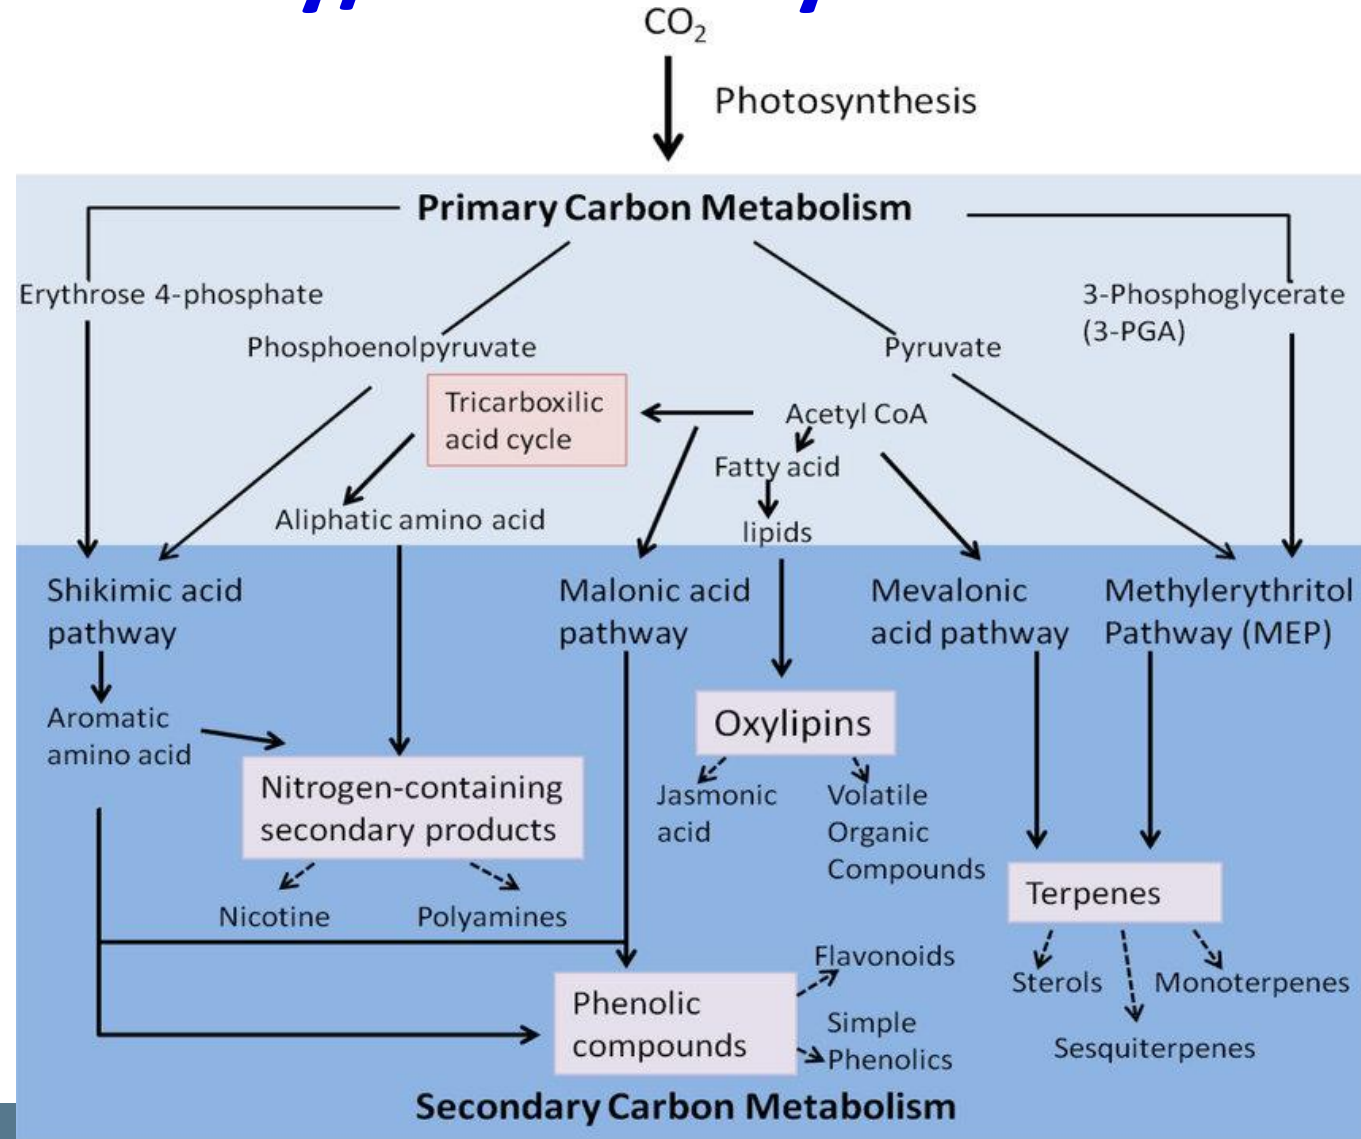 CO₂
Photosynthesis
Primary Carbon Metabolism
Erythrose 4-phosphate
3-Phosphoglycerate
(3-PGA)
Phosphoenolpyruvate
Pyruvate
Tricarboxilic
acid cycle
Acetyl CoA
Fatty acid
Aliphatic amino acid
lipids
Shikimic acid
pathway
Malonic acid
pathway
Mevalonic
acid pathway
Methylerythritol
Pathway (MEP)
Aromatic
amino acid
Oxylipins
Nitrogen-containing
secondary products
Jasmonic
acid
Volatile
Organic
Compounds
Terpenes
Nicotine
Polyamines
Flavonoids
Sterols
Monoterpenes
Phenolic
compounds
Simple
Phenolics
Sesquiterpenes
Secondary Carbon Metabolism